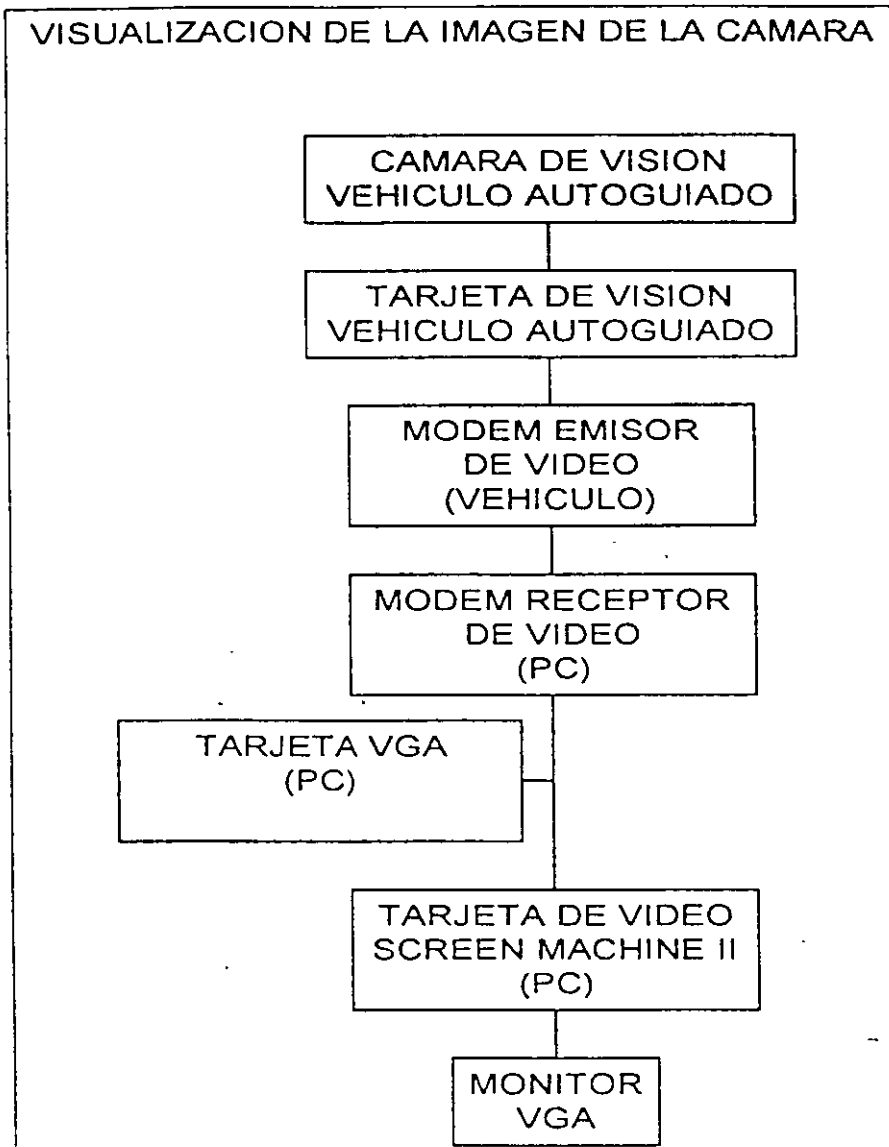 VISUALIZACION DE LA IMAGEN DE LA CAMARA
CAMARA DE VISION
VEHICULO AUTOGUIADO
TARJETA DE VISION
VEHICULO AUTOGUIADO
MODEM EMISOR
DE VIDEO
(VEHICULO)
MODEM RECEPTOR
DE VIDEO
(PC)
TARJETA VGA
(PC)
TARJETA DE VIDEO
SCREEN MACHINE II
(PC)
MONITOR
VGA